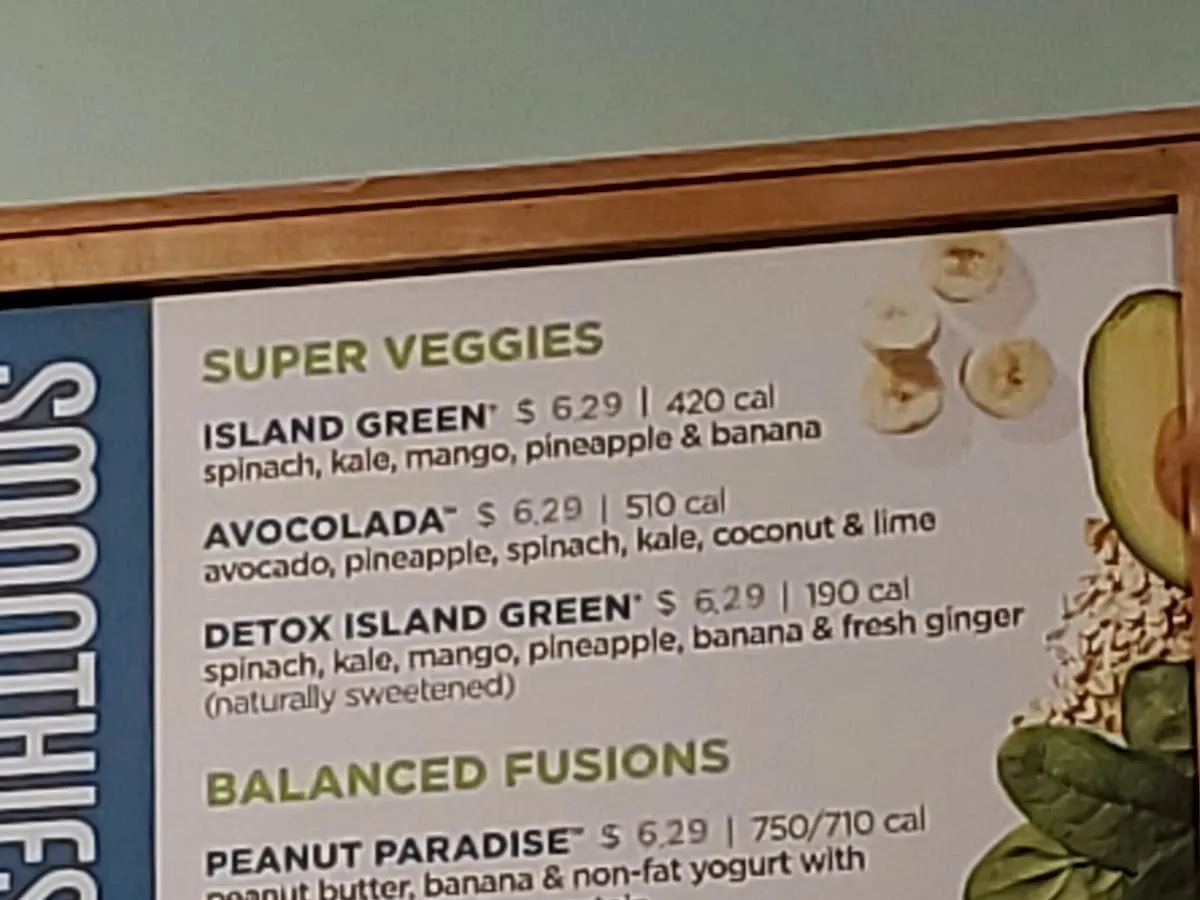 SMOOTHIES
SUPER VEGGIES
ISLAND GREEN® $ 6.29 | 420 cal
spinach, kale, mango, pineapple & banana
AVOCOLADA™ $ 6.29 | 510 cal
avocado, pineapple, spinach, kale, coconut & lime
DETOX ISLAND GREEN® $ 6.29 | 190 cal
spinach, kale, mango, pineapple, banana & fresh ginger
(naturally sweetened)
BALANCED FUSIONS
PEANUT PARADISE™ $ 6.29 | 750/710 cal
peanut butter, banana & non-fat yogurt with